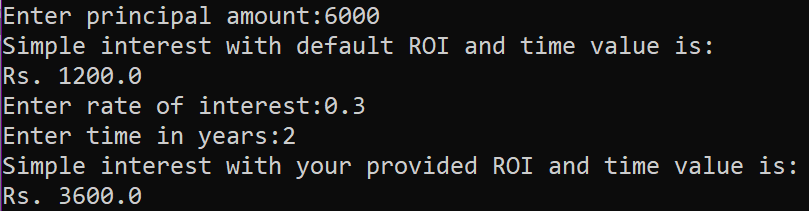 Enter principal amount:6000
Simple interest with default ROI and time value is:
Rs. 1200.0
Enter rate of interest:0.3
Enter time in years:2
Simple interest with your provided ROI and time value is:
Rs. 3600.0